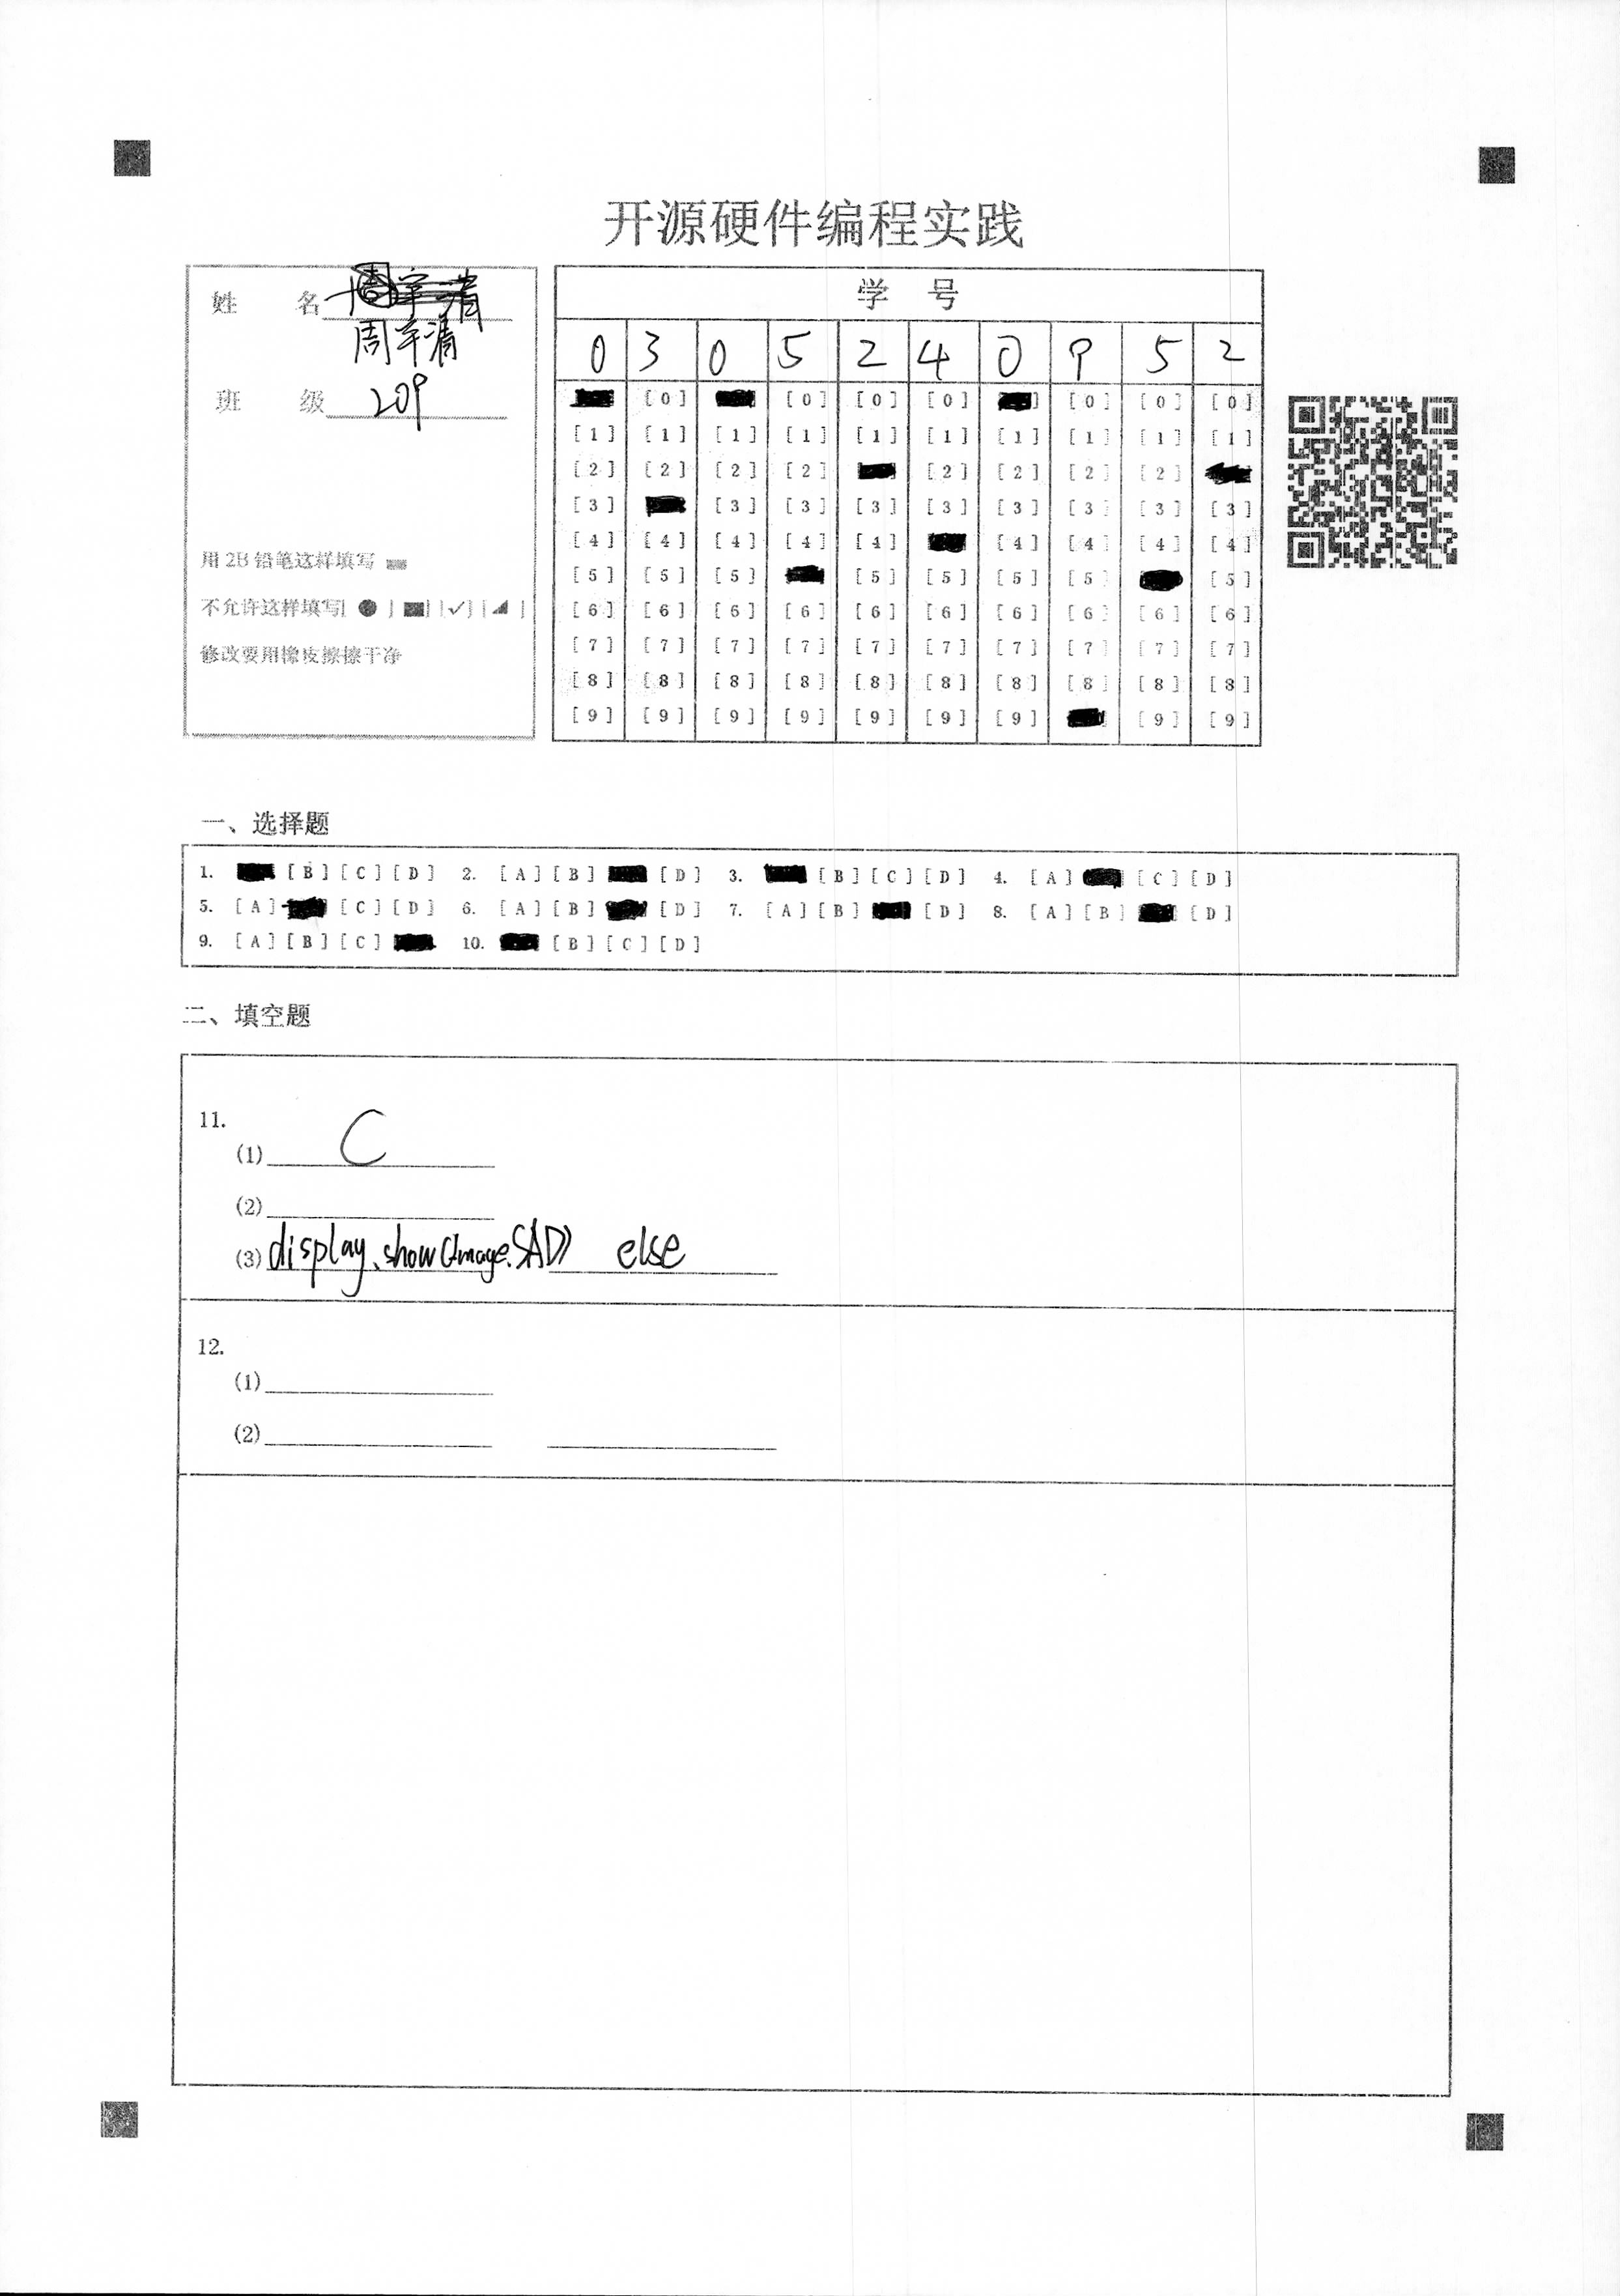 开源硬件编程实践
姓 名
周宇清
班 级 209
用 2B 铅笔这样填写
不允许这样填写[ ● ] [■] [✓] [◢ ]
修改要用橡皮擦擦干净
学 号
0 3 0 5 2 4 0 9 5 2
[0] [0] [0] [0] [0] [0]
[1] [1] [1] [1] [1] [1] [1] [1] [1] [1]
[2] [2] [2] [2] [2] [2] [2] [2]
[3] [3] [3] [3] [3] [3] [3] [3] [3]
[4] [4] [4] [4] [4] [4] [4] [4] [4]
[5] [5] [5] [5] [5] [5] [5] [5]
[6] [6] [6] [6] [6] [6] [6] [6] [6] [6]
[7] [7] [7] [7] [7] [7] [7] [7] [7] [7]
[8] [8] [8] [8] [8] [8] [8] [8] [8] [8]
[9] [9] [9] [9] [9] [9] [9] [9] [9]
一、选择题
1. [B] [C] [D] 2. [A] [B] [D] 3. [B] [C] [D] 4. [A] [C] [D]
5. [A] [C] [D] 6. [A] [B] [D] 7. [A] [B] [D] 8. [A] [B] [D]
9. [A] [B] [C] 10. [B] [C] [D]
二、填空题
11.
(1) C
(2)
(3) display.show(Image.SAD) else
12.
(1)
(2)